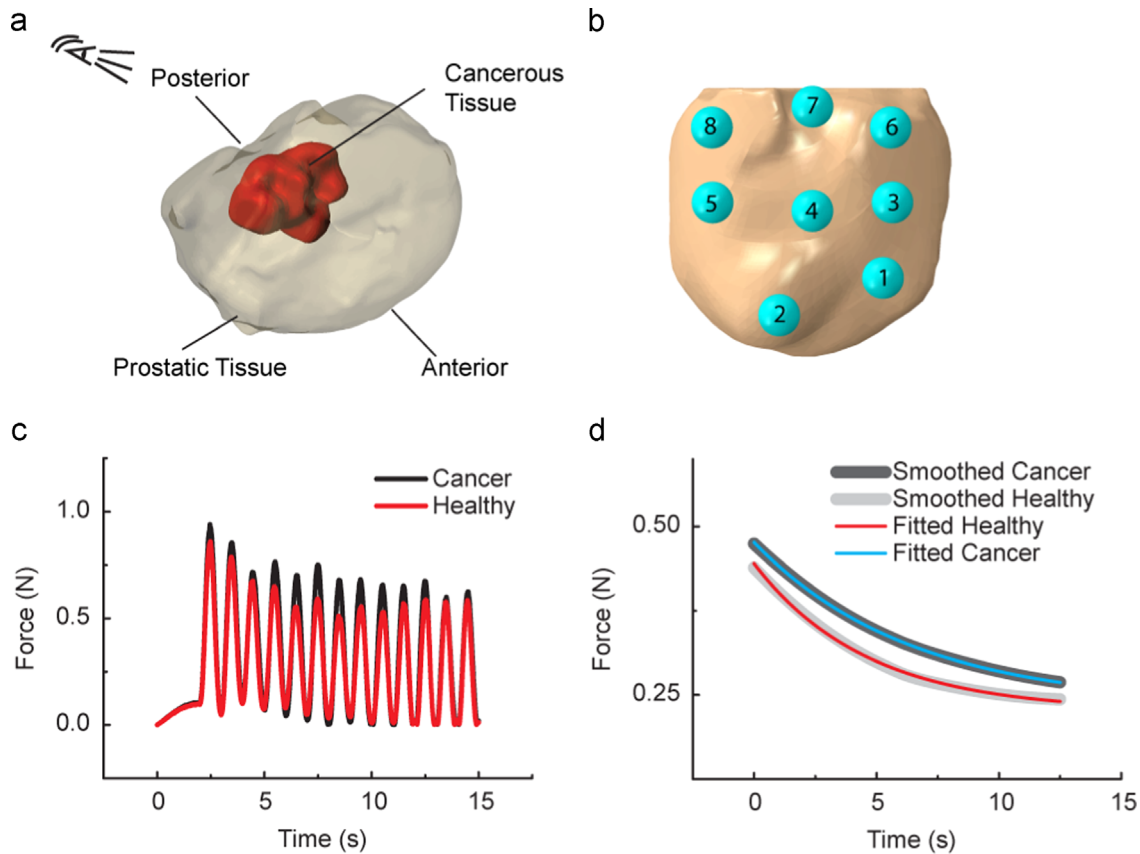 a
Posterior
Cancerous
Tissue
Prostatic Tissue
Anterior
b
8
7
6
5
4
3
1
2
c
Cancer
Healthy
1.0
0.5
0.0
Force (N)
0
5
10
15
Time (s)
d
Smoothed Cancer
Smoothed Healthy
Fitted Healthy
Fitted Cancer
0.50
0.25
Force (N)
0
5
10
15
Time (s)